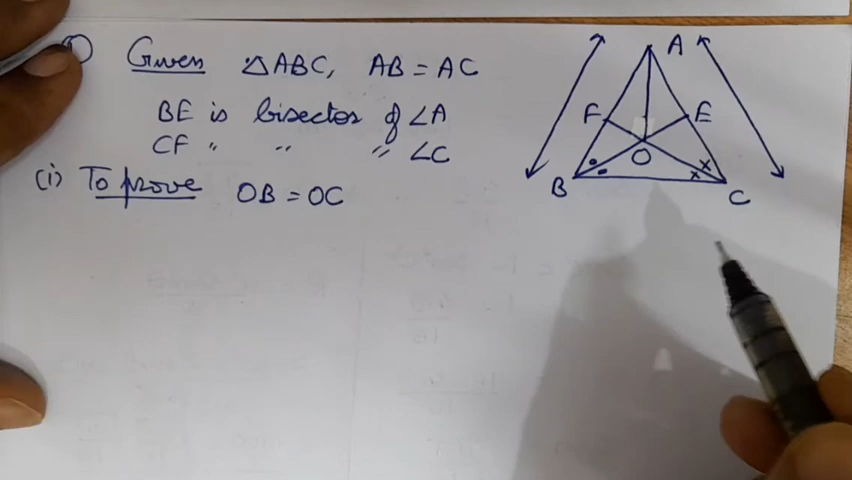 ① Given △ABC, AB = AC
BE is bisector of ∠A
CF " " " ∠C
(i) To prove OB = OC
A
F E
O
B C